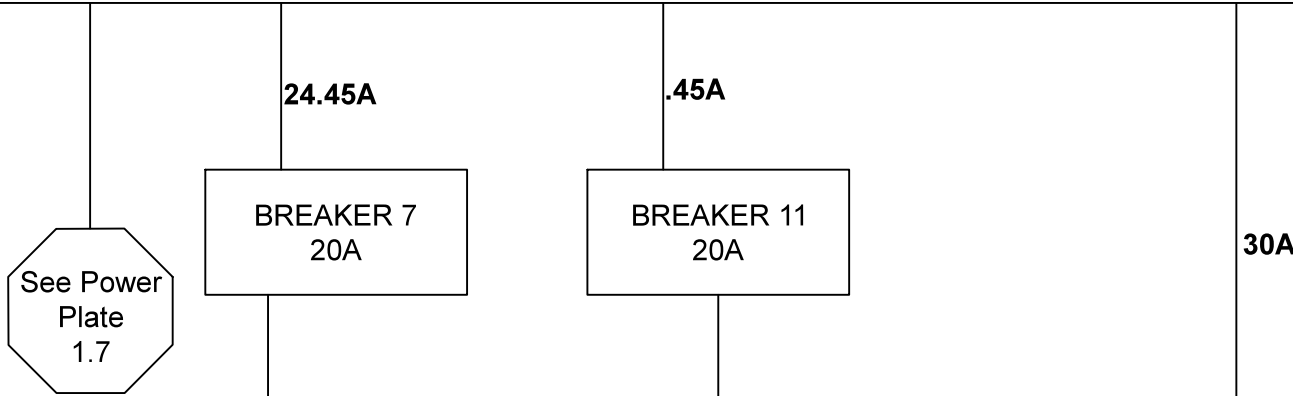 24.45A
.45A
BREAKER 7
20A
BREAKER 11
20A
30A
See Power
Plate
1.7